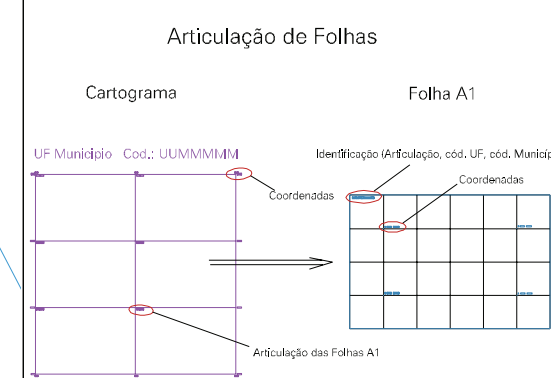 Articulação de Folhas
Cartograma
Folha A1
UF Municipio Cod.: UUMMMMM
Identificação (Articulação, cód. UF, cód. Municíp
Coordenadas
Coordenadas
Articulação das Folhas A1